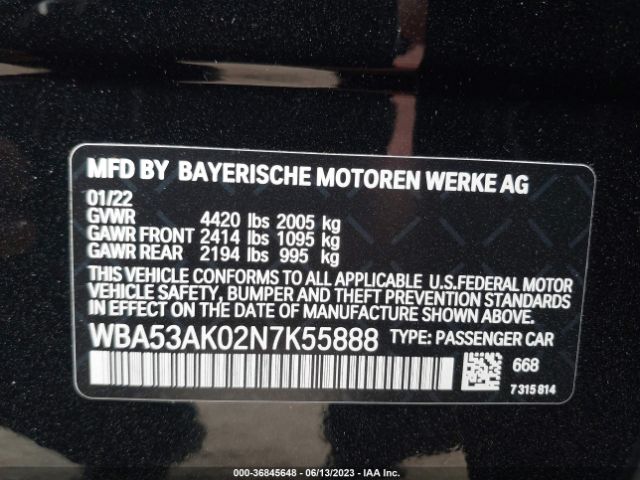 MFD BY BAYERISCHE MOTOREN WERKE AG
01/22
GVWR 4420 lbs 2005 kg
GAWR FRONT 2414 lbs 1095 kg
GAWR REAR 2194 lbs 995 kg
THIS VEHICLE CONFORMS TO ALL APPLICABLE U.S.FEDERAL MOTOR
VEHICLE SAFETY, BUMPER AND THEFT PREVENTION STANDARDS
IN EFFECT ON THE DATE OF MANUFACTURE SHOWN ABOVE.
WBA53AK02N7K55888 TYPE: PASSENGER CAR
668
7 315 814
000-36845648 - 06/13/2023 - IAA Inc.